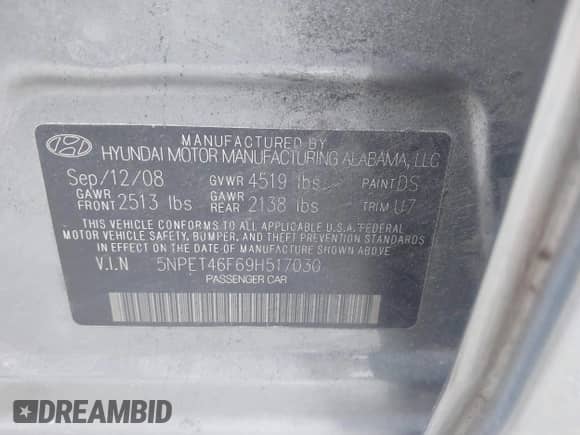 MANUFACTURED BY
HYUNDAI MOTOR MANUFACTURING ALABAMA, LLC
Sep/12/08 GVWR 4519 lbs PAINT DS
GAWR FRONT 2513 lbs GAWR REAR 2138 lbs TRIM U7
THIS VEHICLE CONFORMS TO ALL APPLICABLE U.S.A. FEDERAL
MOTOR VEHICLE SAFETY, BUMPER, AND THEFT PREVENTION STANDARDS
IN EFFECT ON THE DATE OF MANUFACTURE SHOWN ABOVE.
V.I.N 5NPET46F69H517030
PASSENGER CAR
DREAMBID